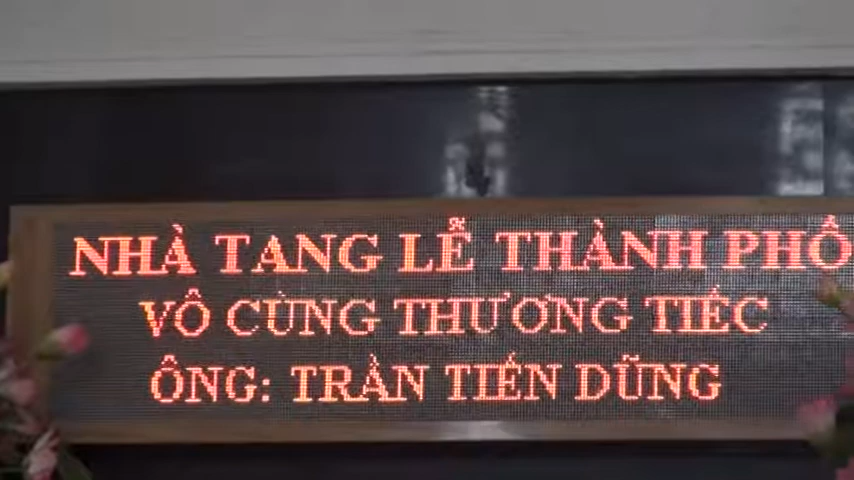 NHÀ TANG LỄ THÀNH PHỐ
VÔ CÙNG THƯƠNG TIẾC
ÔNG: TRẦN TIẾN DŨNG